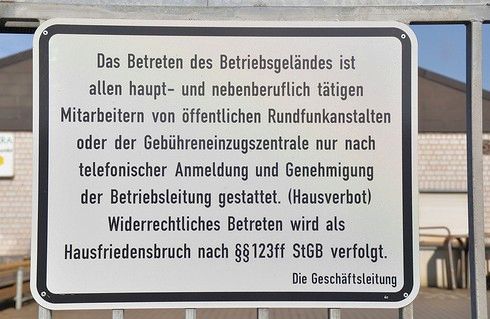 Das Betreten des Betriebsgeländes ist
allen haupt- und nebenberuflich tätigen
Mitarbeitern von öffentlichen Rundfunkanstalten
oder der Gebühreneinzugszentrale nur nach
telefonischer Anmeldung und Genehmigung
der Betriebsleitung gestattet. (Hausverbot)
Widerrechtliches Betreten wird als
Hausfriedensbruch nach §§123ff StGB verfolgt.
Die Geschäftsleitung